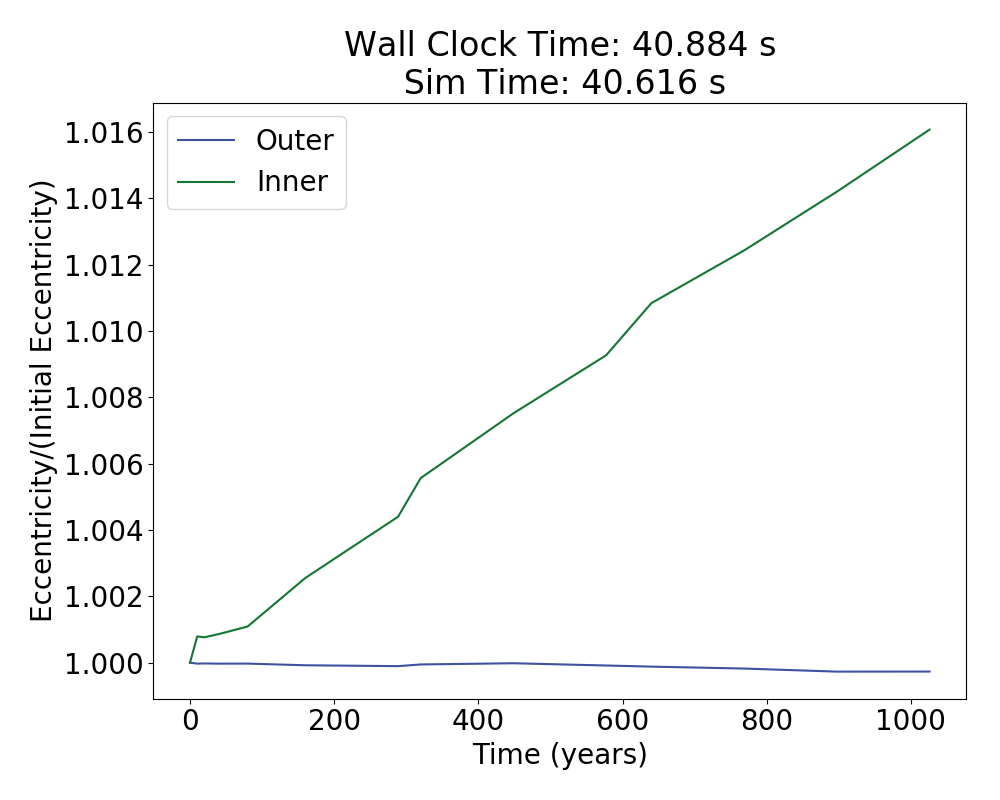 Wall Clock Time: 40.884 s
Sim Time: 40.616 s
Outer
Inner
Eccentricity/(Initial Eccentricity)
1.016
1.014
1.012
1.010
1.008
1.006
1.004
1.002
1.000
0 200 400 600 800 1000
Time (years)